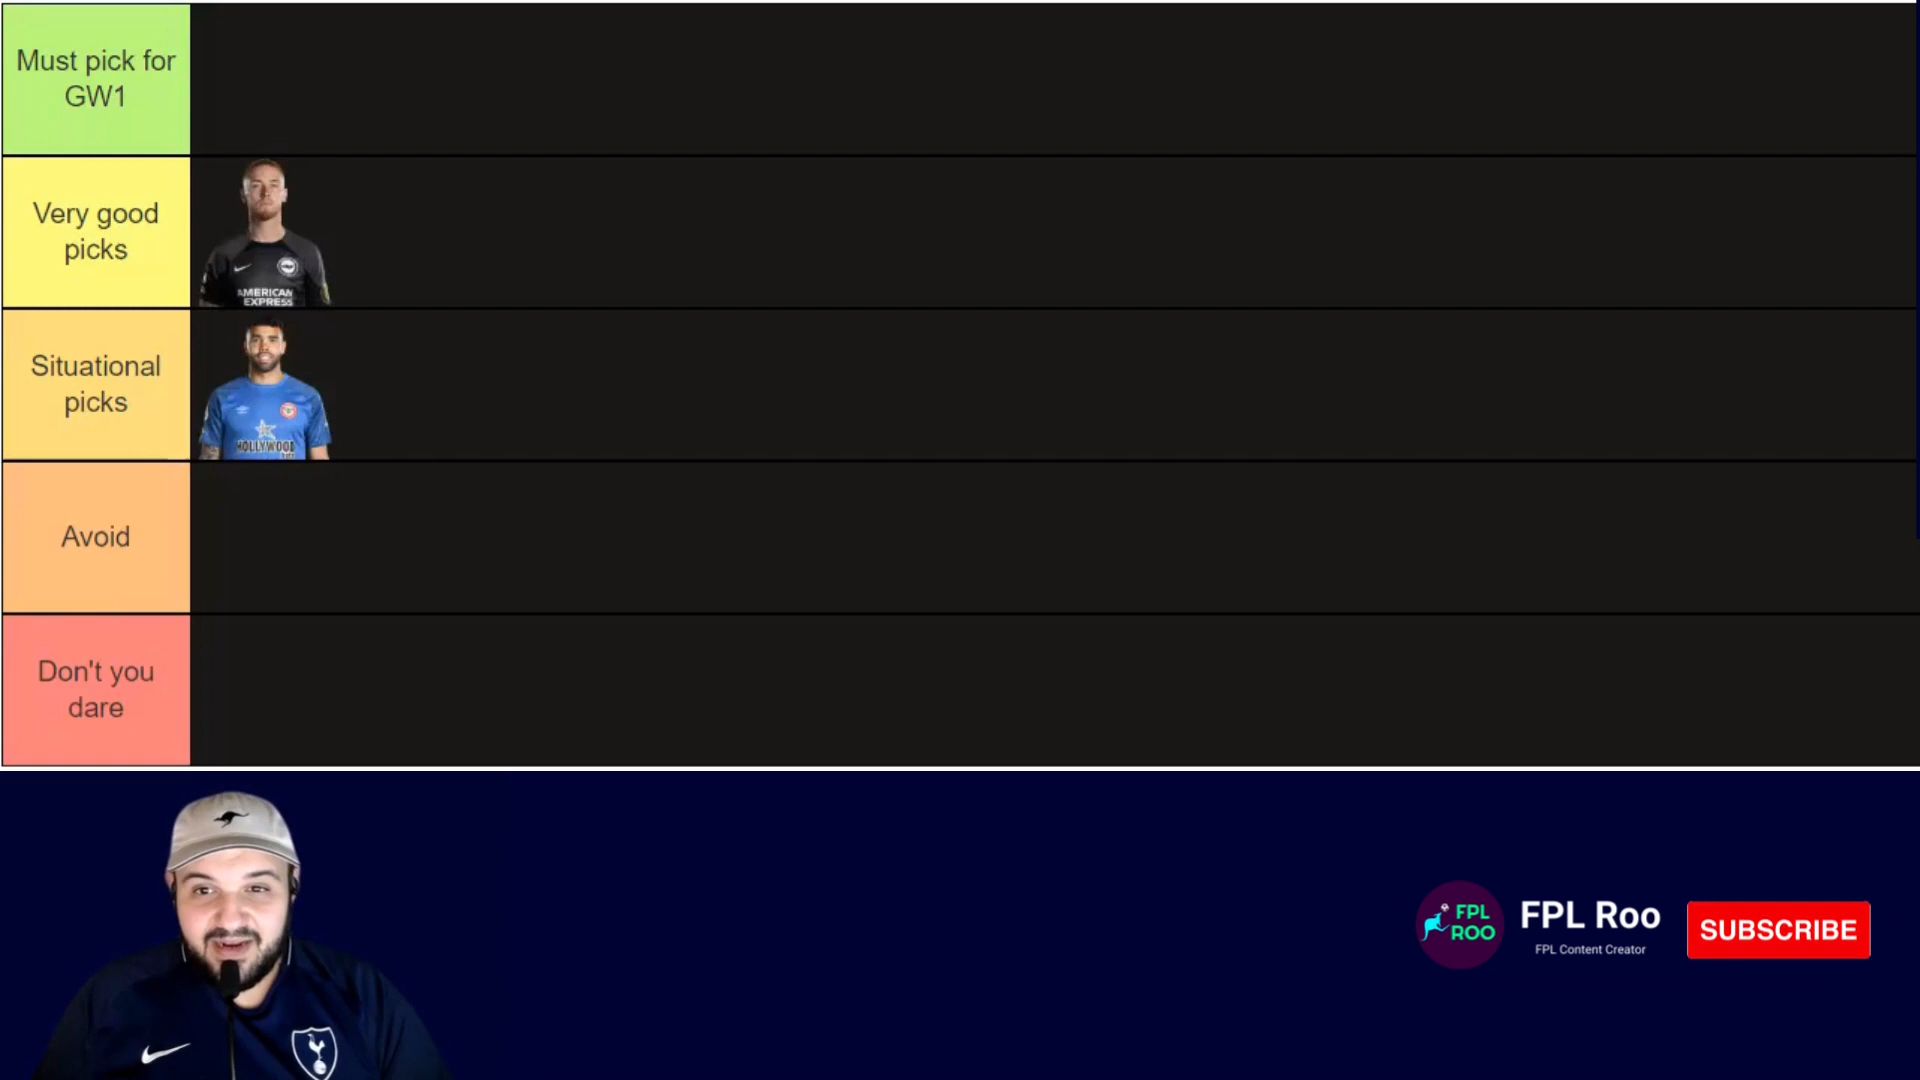 Must pick for
GW1
Very good
picks
AMERICAN
EXPRESS
Situational
picks
HOLLYWOOD
Avoid
Don't you
dare
FPL
ROO
FPL Roo
FPL Content Creator
SUBSCRIBE